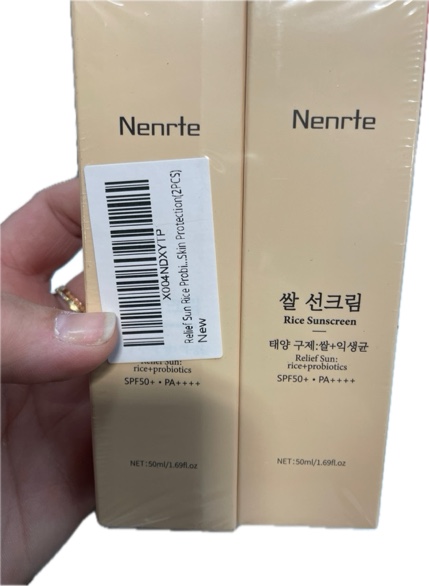 Nenrte
X004NDXYTP
Relief Sun Rice Probi...Skin Protection(2PCS)
New
Relief Sun:
rice+probiotics
SPF50+ • PA++++
NET:50ml/1.69fl.oz
Nenrte
쌀 선크림
Rice Sunscreen
태양 구제:쌀+익생균
Relief Sun:
rice+probiotics
SPF50+ • PA++++
NET:50ml/1.69fl.oz